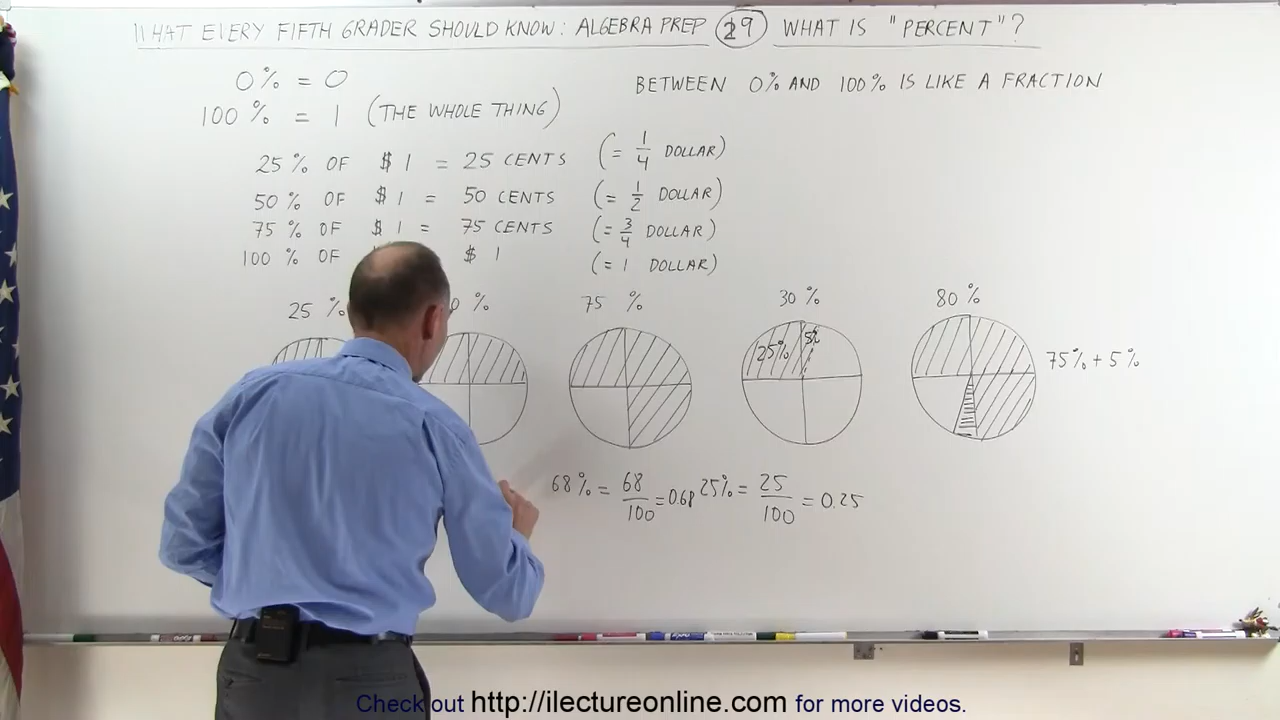 WHAT EVERY FIFTH GRADER SHOULD KNOW: ALGEBRA PREP 29 WHAT IS "PERCENT"?
0% = 0
BETWEEN 0% AND 100% IS LIKE A FRACTION
100% = 1 (THE WHOLE THING)
25% OF $1 = 25 CENTS (= 1/4 DOLLAR)
50% OF $1 = 50 CENTS (= 1/2 DOLLAR)
75% OF $1 = 75 CENTS (= 3/4 DOLLAR)
100% OF $1 (= 1 DOLLAR)
25% 0% 75% 30% 80%
25% 5%
75% + 5%
68% = 68/100 = 0.68 25% = 25/100 = 0.25
Check out http://ilectureonline.com for more videos.